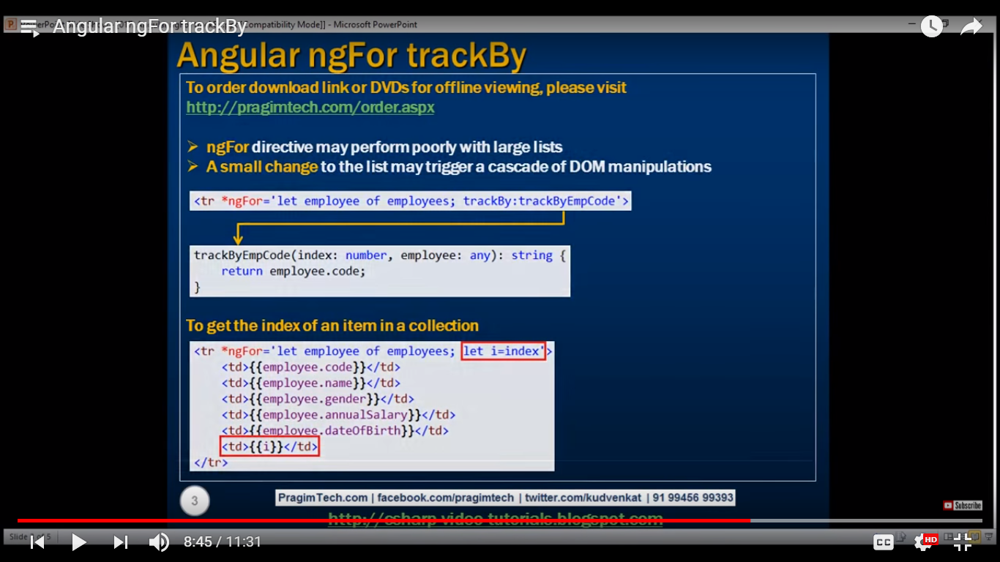 Angular ngFor trackBy
Compatibility Mode]] - Microsoft PowerPoint
Angular ngFor trackBy
To order download link or DVDs for offline viewing, please visit
http://pragimtech.com/order.aspx
ngFor directive may perform poorly with large lists
A small change to the list may trigger a cascade of DOM manipulations
<tr *ngFor='let employee of employees; trackBy:trackByEmpCode'>
trackByEmpCode(index: number, employee: any): string {
return employee.code;
}
To get the index of an item in a collection
<tr *ngFor='let employee of employees; let i=index'>
<td>{{employee.code}}</td>
<td>{{employee.name}}</td>
<td>{{employee.gender}}</td>
<td>{{employee.annualSalary}}</td>
<td>{{employee.dateOfBirth}}</td>
<td>{{i}}</td>
</tr>
3
PragimTech.com | facebook.com/pragimtech | twitter.com/kudvenkat | 91 99456 99393
Subscribe
http://csharp-video-tutorials.blogspot.com
Slide 5
8:45 / 11:31
CC
HD